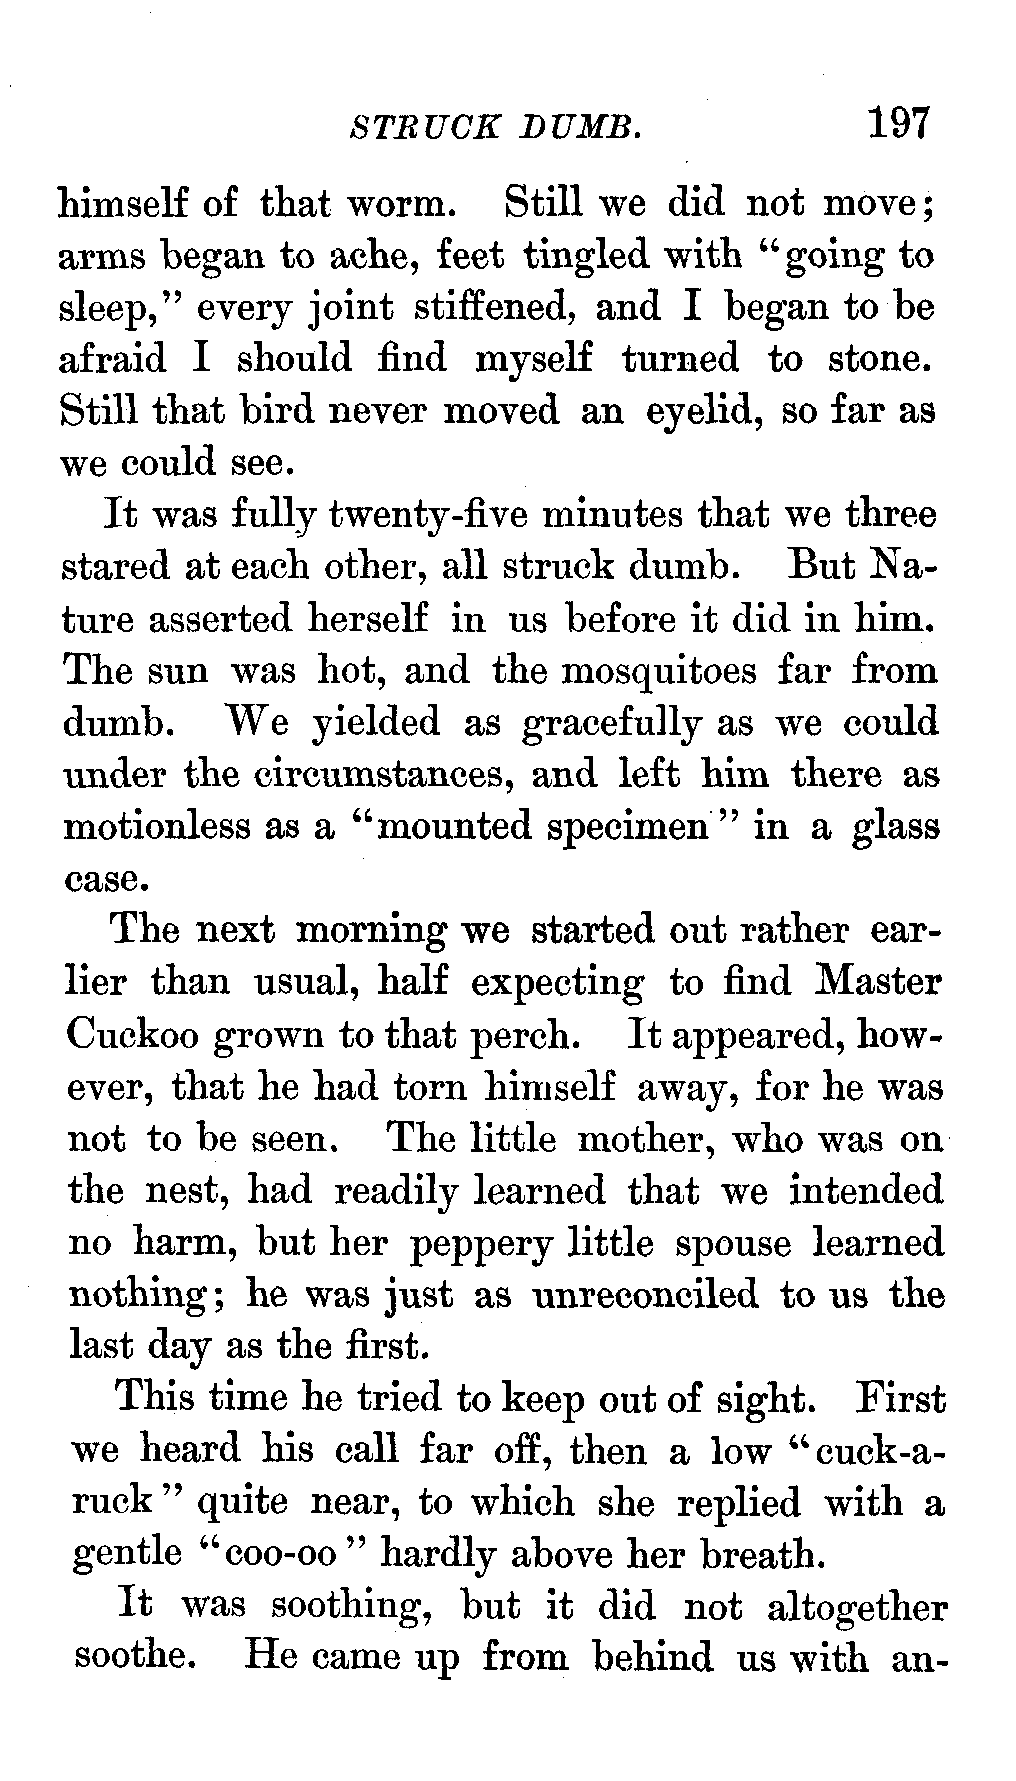 STRUCK DUMB. 197
himself of that worm. Still we did not move;
arms began to ache, feet tingled with "going to
sleep," every joint stiffened, and I began to be
afraid I should find myself turned to stone.
Still that bird never moved an eyelid, so far as
we could see.
It was fully twenty-five minutes that we three
stared at each other, all struck dumb. But Na-
ture asserted herself in us before it did in him.
The sun was hot, and the mosquitoes far from
dumb. We yielded as gracefully as we could
under the circumstances, and left him there as
motionless as a "mounted specimen" in a glass
case.
The next morning we started out rather ear-
lier than usual, half expecting to find Master
Cuckoo grown to that perch. It appeared, how-
ever, that he had torn himself away, for he was
not to be seen. The little mother, who was on
the nest, had readily learned that we intended
no harm, but her peppery little spouse learned
nothing; he was just as unreconciled to us the
last day as the first.
This time he tried to keep out of sight. First
we heard his call far off, then a low "cuck-a-
ruck" quite near, to which she replied with a
gentle "coo-oo" hardly above her breath.
It was soothing, but it did not altogether
soothe. He came up from behind us with an-